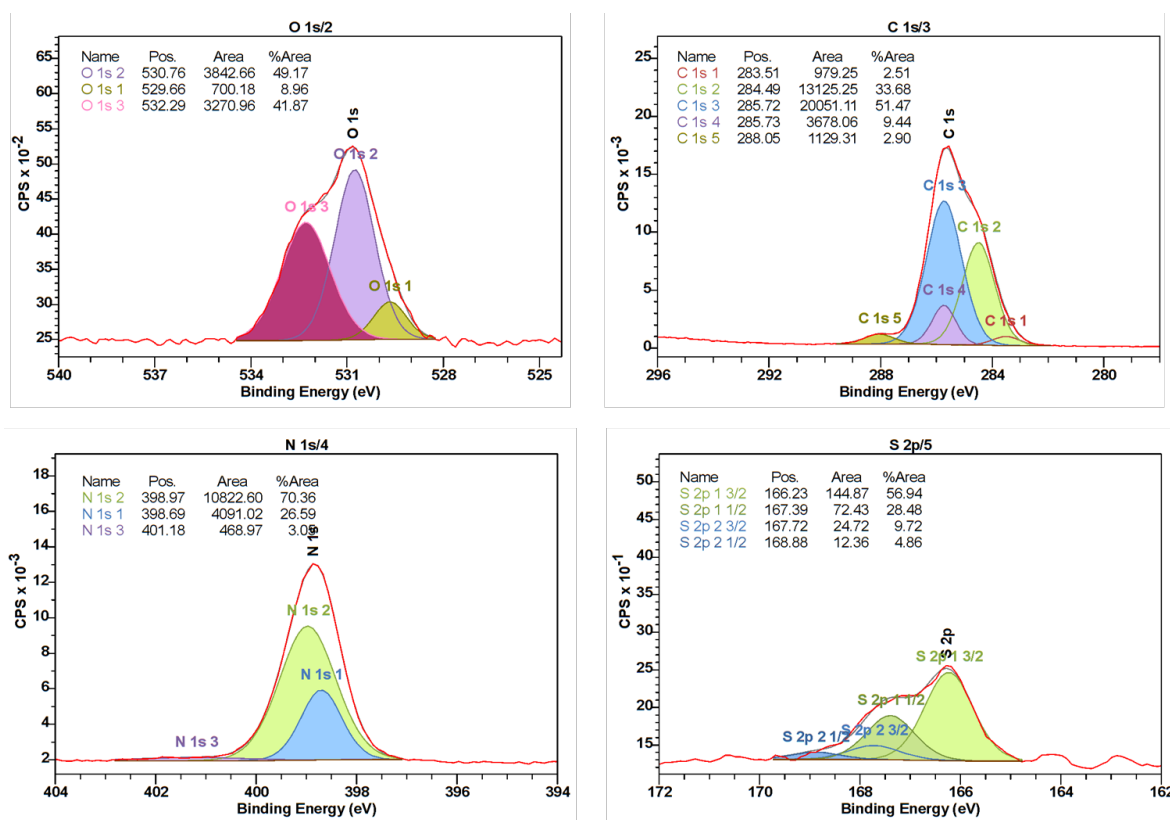 O 1s/2
CPS x 10^-2
Name Pos. Area %Area
O 1s 2 530.76 3842.66 49.17
O 1s 1 529.66 700.18 8.96
O 1s 3 532.29 3270.96 41.87
65
60
55
50
45
40
35
30
25
O 1s
O 1s 2
O 1s 3
O 1s 1
540 537 534 531 528 525
Binding Energy (eV)
C 1s/3
CPS x 10^-3
Name Pos. Area %Area
C 1s 1 283.51 979.25 2.51
C 1s 2 284.49 13125.25 33.68
C 1s 3 285.72 20051.11 51.47
C 1s 4 285.73 3678.06 9.44
C 1s 5 288.05 1129.31 2.90
25
20
15
10
5
0
C 1s
C 1s 3
C 1s 2
C 1s 4
C 1s 5
C 1s 1
296 292 288 284 280
Binding Energy (eV)
N 1s/4
CPS x 10^-3
Name Pos. Area %Area
N 1s 2 398.97 10822.60 70.36
N 1s 1 398.69 4091.02 26.59
N 1s 3 401.18 468.97
18
16
14
12
10
8
6
4
2
N 1s
N 1s 2
N 1s 1
N 1s 3
404 402 400 398 396 394
Binding Energy (eV)
S 2p/5
CPS x 10^-1
Name Pos. Area %Area
S 2p 1 3/2 166.23 144.87 56.94
S 2p 1 1/2 167.39 72.43 28.48
S 2p 2 3/2 167.72 24.72 9.72
S 2p 2 1/2 168.88 12.36 4.86
50
45
40
35
30
25
20
15
S 2p
S 2p 1 3/2
S 2p 1 1/2
S 2p 2 3/2
S 2p 2 1/2
172 170 168 166 164 162
Binding Energy (eV)